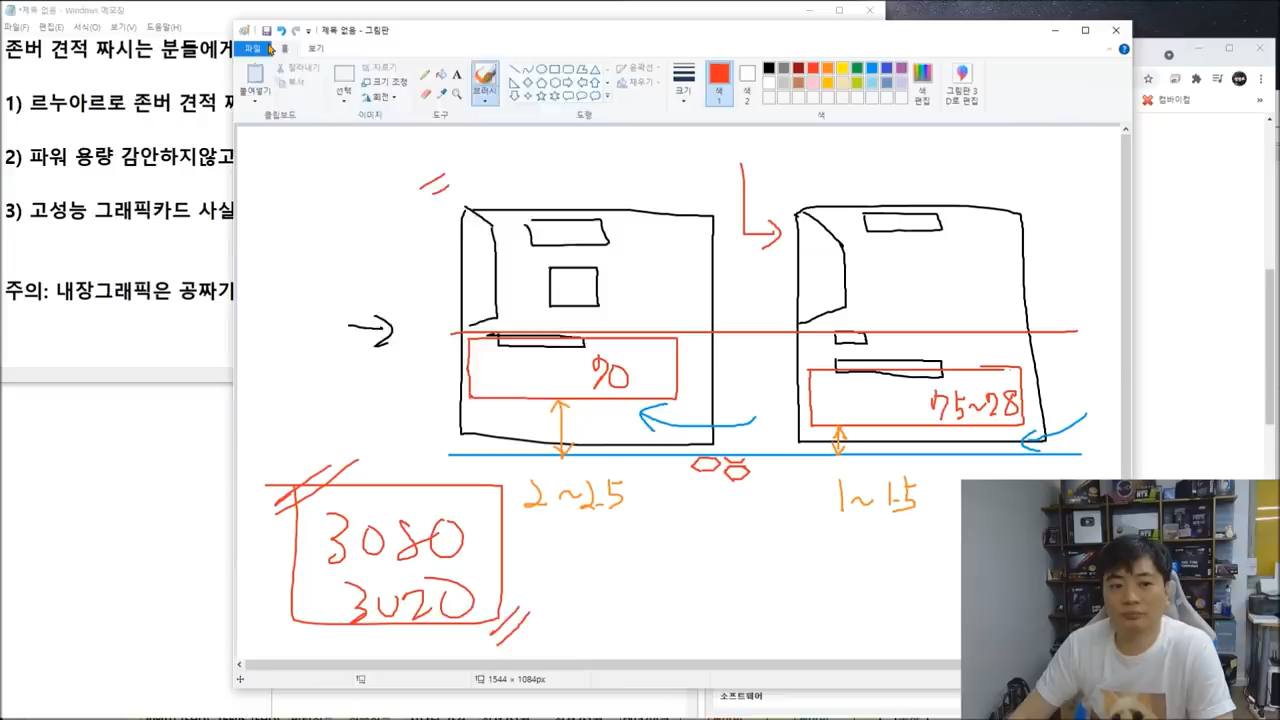 *제목 없음 - Windows 메모장
파일(F) 편집(E) 서식(O) 보기(V) 도움말(H)
존버 견적 짜시는 분들에게
1) 르누아르로 존버 견적 짜
2) 파워 용량 감안하지않고
3) 고성능 그래픽카드 사실
주의: 내장그래픽은 공짜기
제목 없음 - 그림판
파일 홈 보기
붙여넣기
잘라내기
복사
클립보드
선택
자르기
크기 조정
회전
이미지
도구
브러시
윤곽선
채우기
도형
크기
색 1
색 2
색 편집
그림판 3D로 편집
색
컴바이컴
90
75~78
2~2.5
1~1.5
3080
3020
1544 × 1084px
소프트웨어